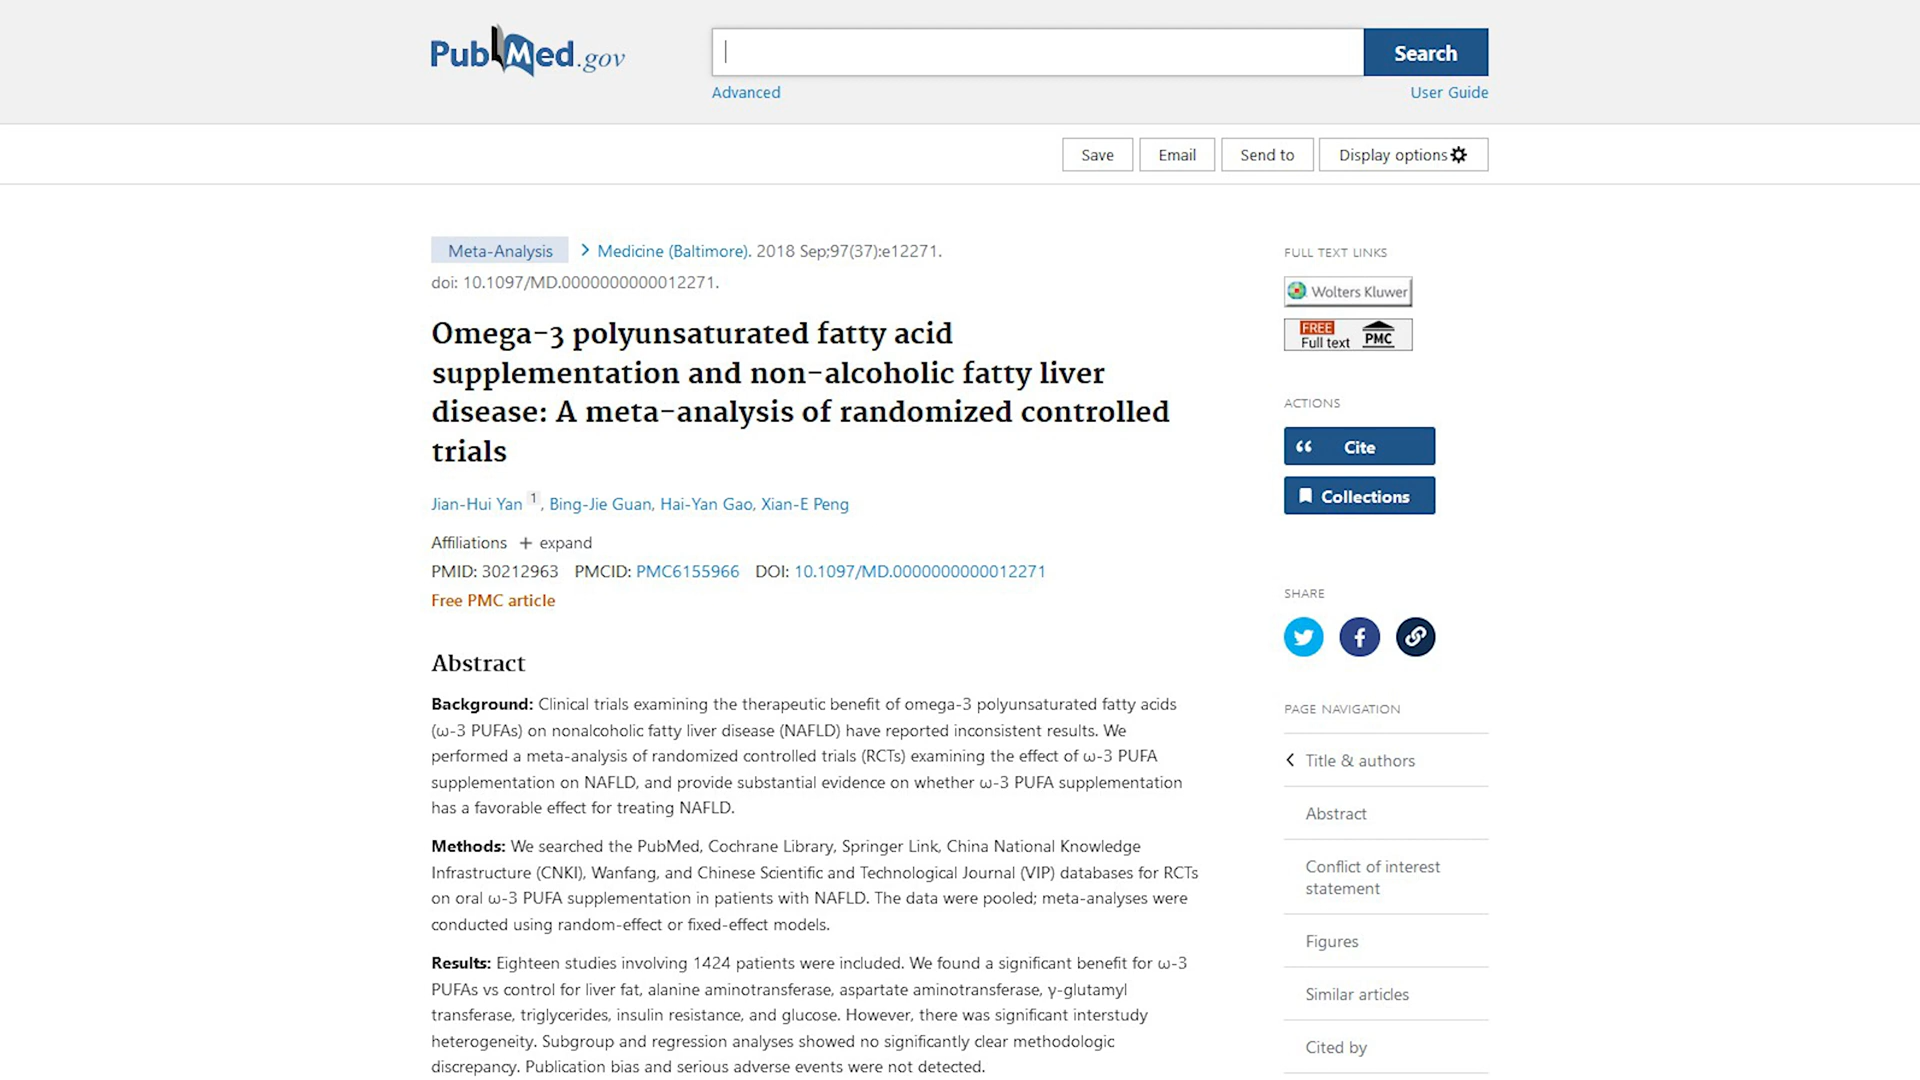 PubMed.gov
Search
Advanced
User Guide
Save
Email
Send to
Display options
Meta-Analysis > Medicine (Baltimore). 2018 Sep;97(37):e12271.
doi: 10.1097/MD.0000000000012271.
Omega-3 polyunsaturated fatty acid
supplementation and non-alcoholic fatty liver
disease: A meta-analysis of randomized controlled
trials
Jian-Hui Yan 1, Bing-Jie Guan, Hai-Yan Gao, Xian-E Peng
Affiliations + expand
PMID: 30212963 PMCID: PMC6155966 DOI: 10.1097/MD.0000000000012271
Free PMC article
Abstract
Background: Clinical trials examining the therapeutic benefit of omega-3 polyunsaturated fatty acids
(ω-3 PUFAs) on nonalcoholic fatty liver disease (NAFLD) have reported inconsistent results. We
performed a meta-analysis of randomized controlled trials (RCTs) examining the effect of ω-3 PUFA
supplementation on NAFLD, and provide substantial evidence on whether ω-3 PUFA supplementation
has a favorable effect for treating NAFLD.
Methods: We searched the PubMed, Cochrane Library, Springer Link, China National Knowledge
Infrastructure (CNKI), Wanfang, and Chinese Scientific and Technological Journal (VIP) databases for RCTs
on oral ω-3 PUFA supplementation in patients with NAFLD. The data were pooled; meta-analyses were
conducted using random-effect or fixed-effect models.
Results: Eighteen studies involving 1424 patients were included. We found a significant benefit for ω-3
PUFAs vs control for liver fat, alanine aminotransferase, aspartate aminotransferase, γ-glutamyl
transferase, triglycerides, insulin resistance, and glucose. However, there was significant interstudy
heterogeneity. Subgroup and regression analyses showed no significantly clear methodologic
discrepancy. Publication bias and serious adverse events were not detected.
FULL TEXT LINKS
Wolters Kluwer
FREE
Full text PMC
ACTIONS
Cite
Collections
SHARE
PAGE NAVIGATION
Title & authors
Abstract
Conflict of interest
statement
Figures
Similar articles
Cited by